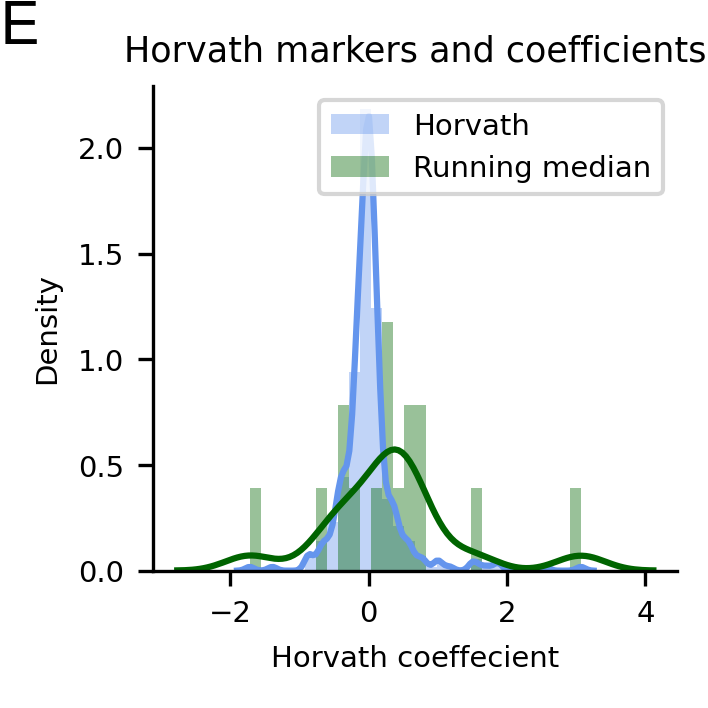 E
Horvath markers and coefficients
Horvath
Running median
2.0
1.5
1.0
0.5
0.0
Density
−2 0 2 4
Horvath coeffecient